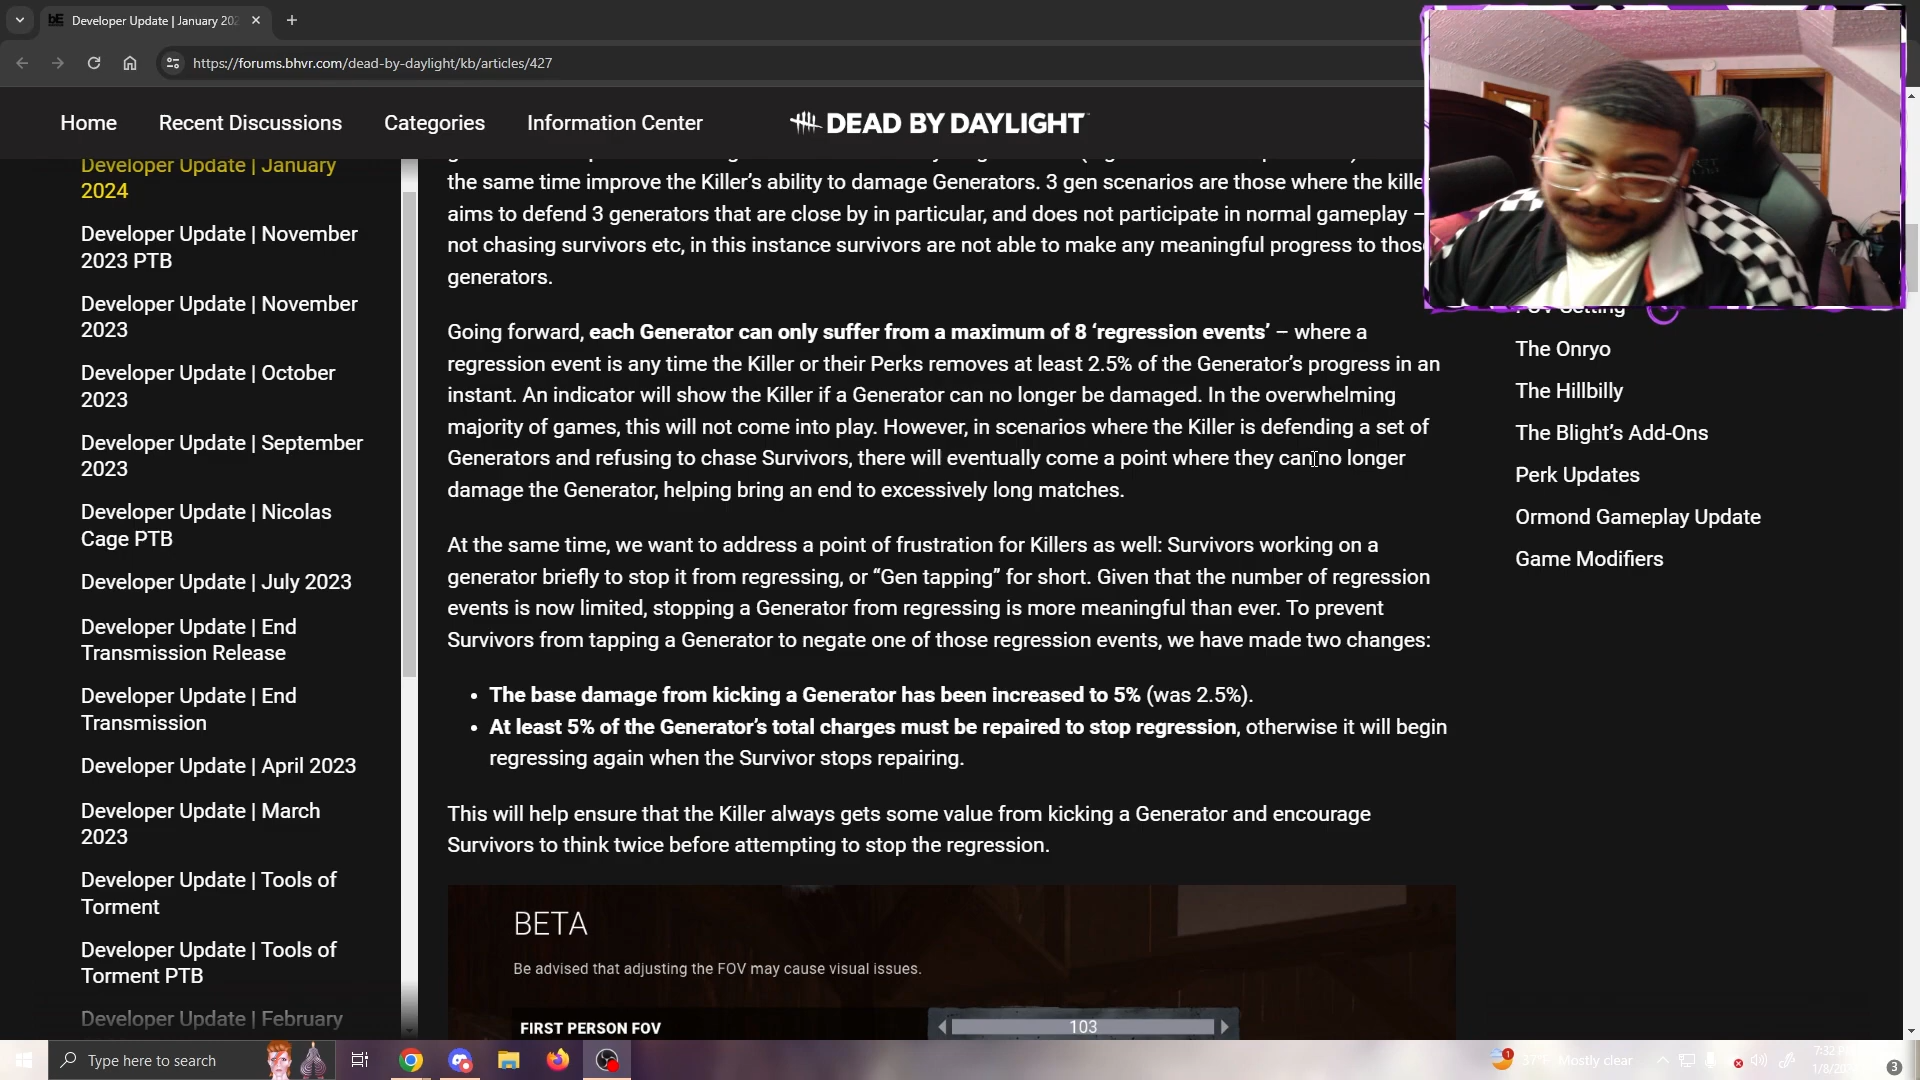 Developer Update | January 202
https://forums.bhvr.com/dead-by-daylight/kb/articles/427
Home
Recent Discussions
Categories
Information Center
DEAD BY DAYLIGHT
Developer Update | January
2024
Developer Update | November
2023 PTB
Developer Update | November
2023
Developer Update | October
2023
Developer Update | September
2023
Developer Update | Nicolas
Cage PTB
Developer Update | July 2023
Developer Update | End
Transmission Release
Developer Update | End
Transmission
Developer Update | April 2023
Developer Update | March
2023
Developer Update | Tools of
Torment
Developer Update | Tools of
Torment PTB
Developer Update | February
the same time improve the Killer’s ability to damage Generators. 3 gen scenarios are those where the killer
aims to defend 3 generators that are close by in particular, and does not participate in normal gameplay –
not chasing survivors etc, in this instance survivors are not able to make any meaningful progress to those
generators.
Going forward, each Generator can only suffer from a maximum of 8 ‘regression events’ – where a
regression event is any time the Killer or their Perks removes at least 2.5% of the Generator’s progress in an
instant. An indicator will show the Killer if a Generator can no longer be damaged. In the overwhelming
majority of games, this will not come into play. However, in scenarios where the Killer is defending a set of
Generators and refusing to chase Survivors, there will eventually come a point where they can no longer
damage the Generator, helping bring an end to excessively long matches.
At the same time, we want to address a point of frustration for Killers as well: Survivors working on a
generator briefly to stop it from regressing, or “Gen tapping” for short. Given that the number of regression
events is now limited, stopping a Generator from regressing is more meaningful than ever. To prevent
Survivors from tapping a Generator to negate one of those regression events, we have made two changes:
• The base damage from kicking a Generator has been increased to 5% (was 2.5%).
• At least 5% of the Generator’s total charges must be repaired to stop regression, otherwise it will begin
regressing again when the Survivor stops repairing.
This will help ensure that the Killer always gets some value from kicking a Generator and encourage
Survivors to think twice before attempting to stop the regression.
BETA
Be advised that adjusting the FOV may cause visual issues.
FIRST PERSON FOV
103
FOV Setting
The Onryo
The Hillbilly
The Blight’s Add-Ons
Perk Updates
Ormond Gameplay Update
Game Modifiers
Type here to search
37°F Mostly clear
3